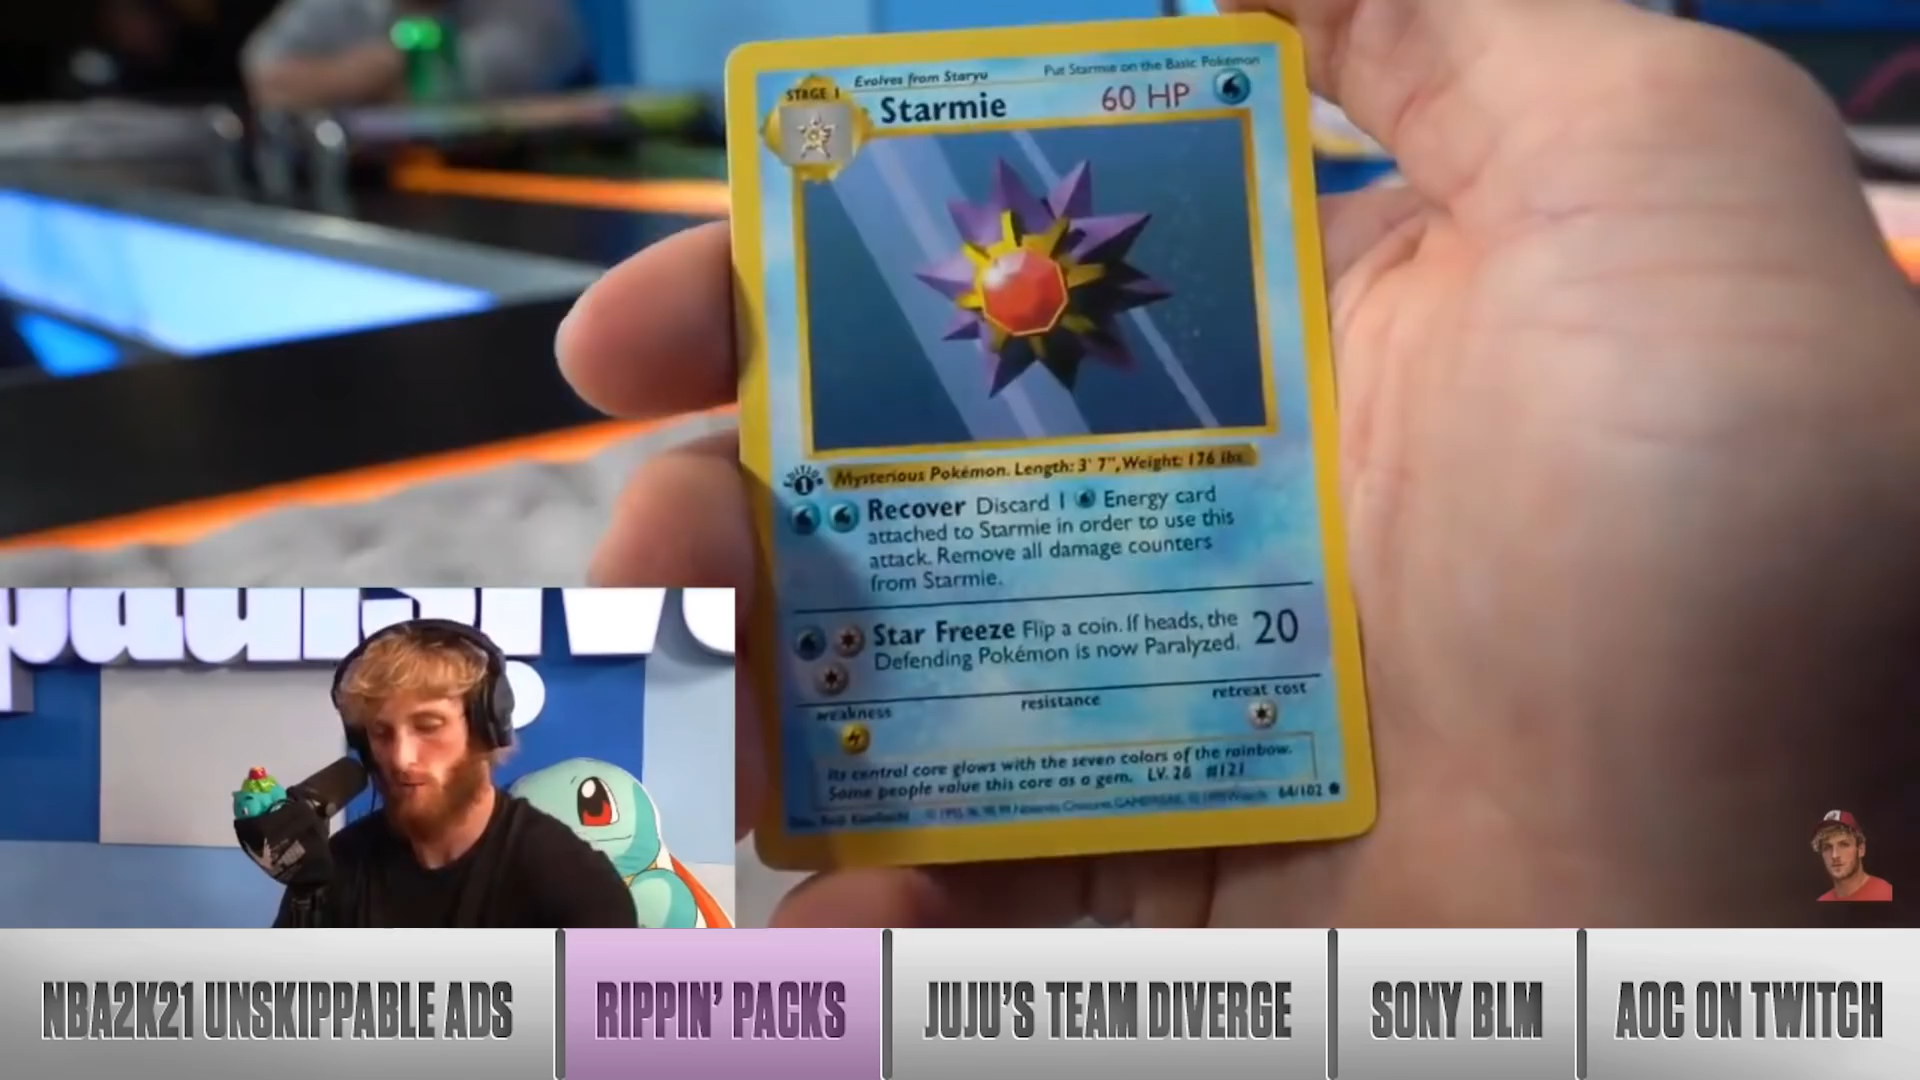 Evolves from Staryu
Put Starmie on the Basic Pokémon
STAGE 1
Starmie
60 HP
EDITION
1
Mysterious Pokémon. Length: 3' 7", Weight: 176 lbs.
Recover Discard 1 Energy card
attached to Starmie in order to use this
attack. Remove all damage counters
from Starmie.
Star Freeze Flip a coin. If heads, the
Defending Pokémon is now Paralyzed.
20
weakness
resistance
retreat cost
Its central core glows with the seven colors of the rainbow.
Some people value this core as a gem. LV. 28 #121
64/102
NBA2K21 UNSKIPPABLE ADS
RIPPIN' PACKS
JUJU'S TEAM DIVERGE
SONY BLM
AOC ON TWITCH